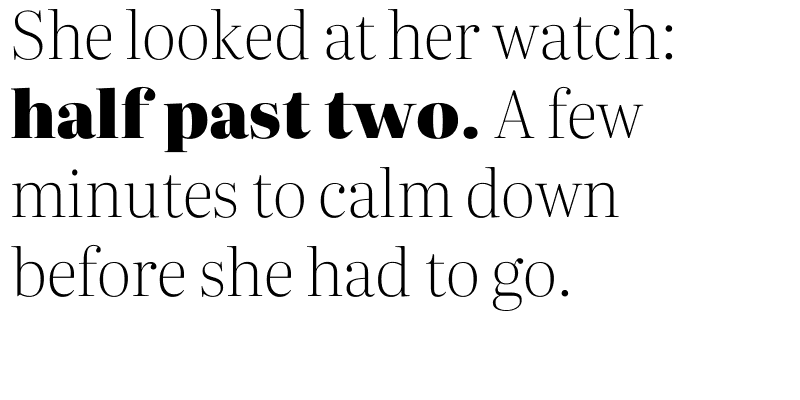 She looked at her watch:
half past two. A few
minutes to calm down
before she had to go.